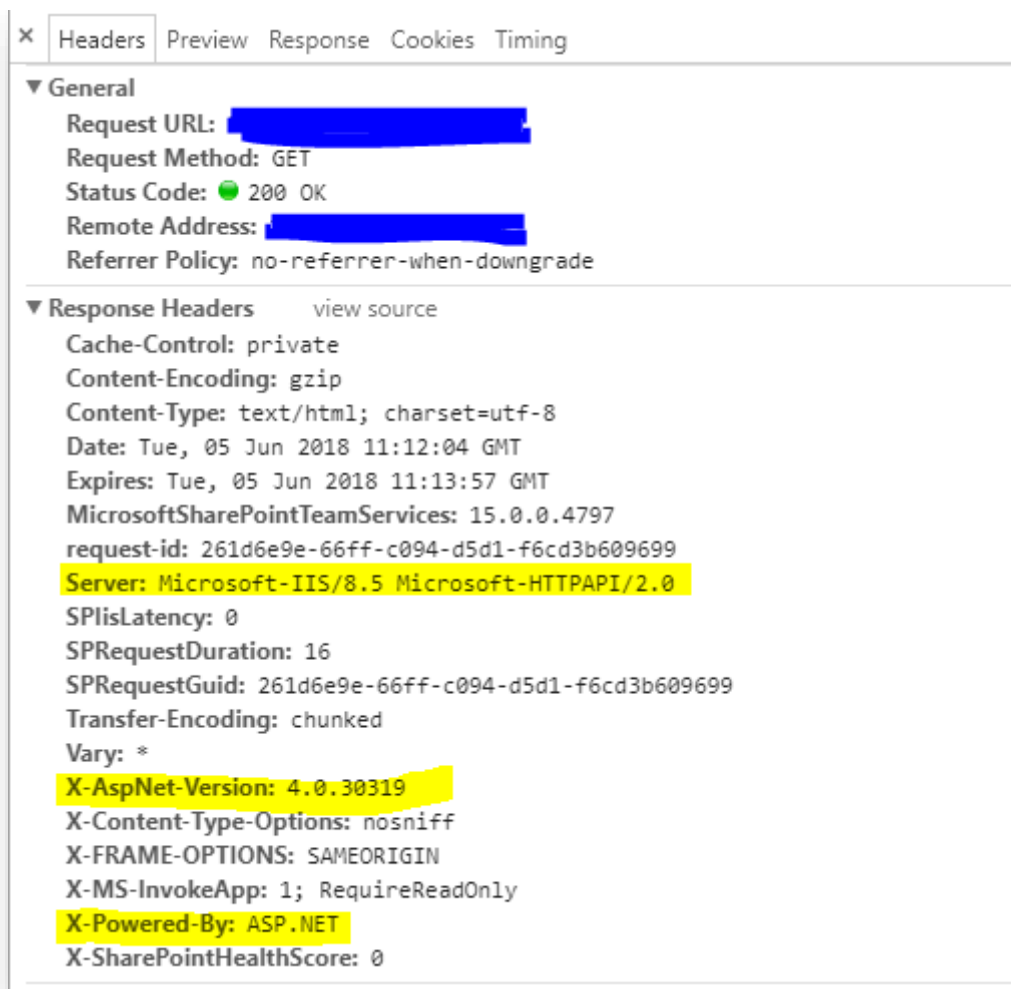 × Headers Preview Response Cookies Timing
▼ General
Request URL:
Request Method: GET
Status Code: 200 OK
Remote Address:
Referrer Policy: no-referrer-when-downgrade
▼ Response Headers view source
Cache-Control: private
Content-Encoding: gzip
Content-Type: text/html; charset=utf-8
Date: Tue, 05 Jun 2018 11:12:04 GMT
Expires: Tue, 05 Jun 2018 11:13:57 GMT
MicrosoftSharePointTeamServices: 15.0.0.4797
request-id: 261d6e9e-66ff-c094-d5d1-f6cd3b609699
Server: Microsoft-IIS/8.5 Microsoft-HTTPAPI/2.0
SPIisLatency: 0
SPRequestDuration: 16
SPRequestGuid: 261d6e9e-66ff-c094-d5d1-f6cd3b609699
Transfer-Encoding: chunked
Vary: *
X-AspNet-Version: 4.0.30319
X-Content-Type-Options: nosniff
X-FRAME-OPTIONS: SAMEORIGIN
X-MS-InvokeApp: 1; RequireReadOnly
X-Powered-By: ASP.NET
X-SharePointHealthScore: 0